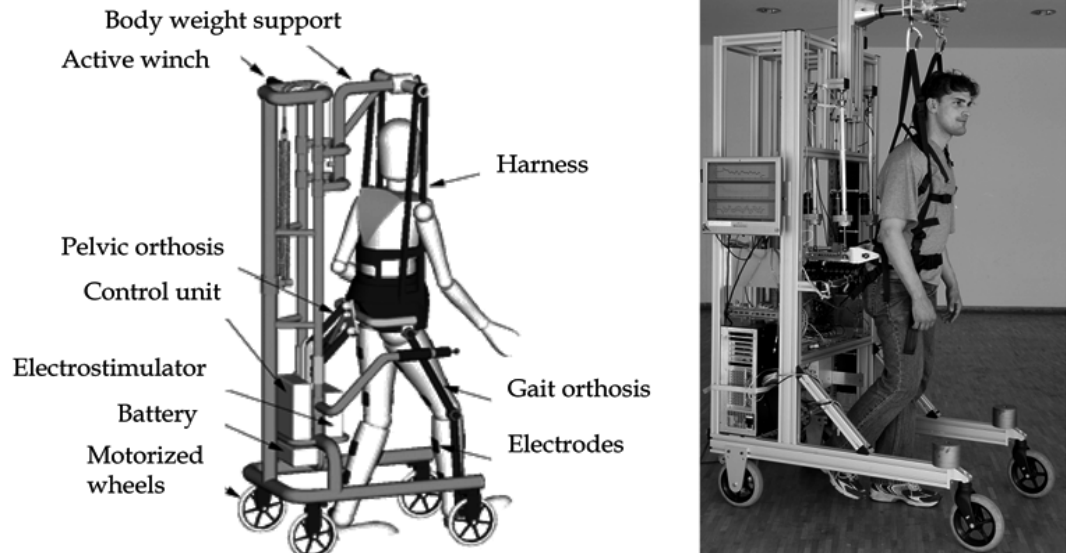 Body weight support
Active winch
Harness
Pelvic orthosis
Control unit
Electrostimulator
Gait orthosis
Battery
Electrodes
Motorized
wheels